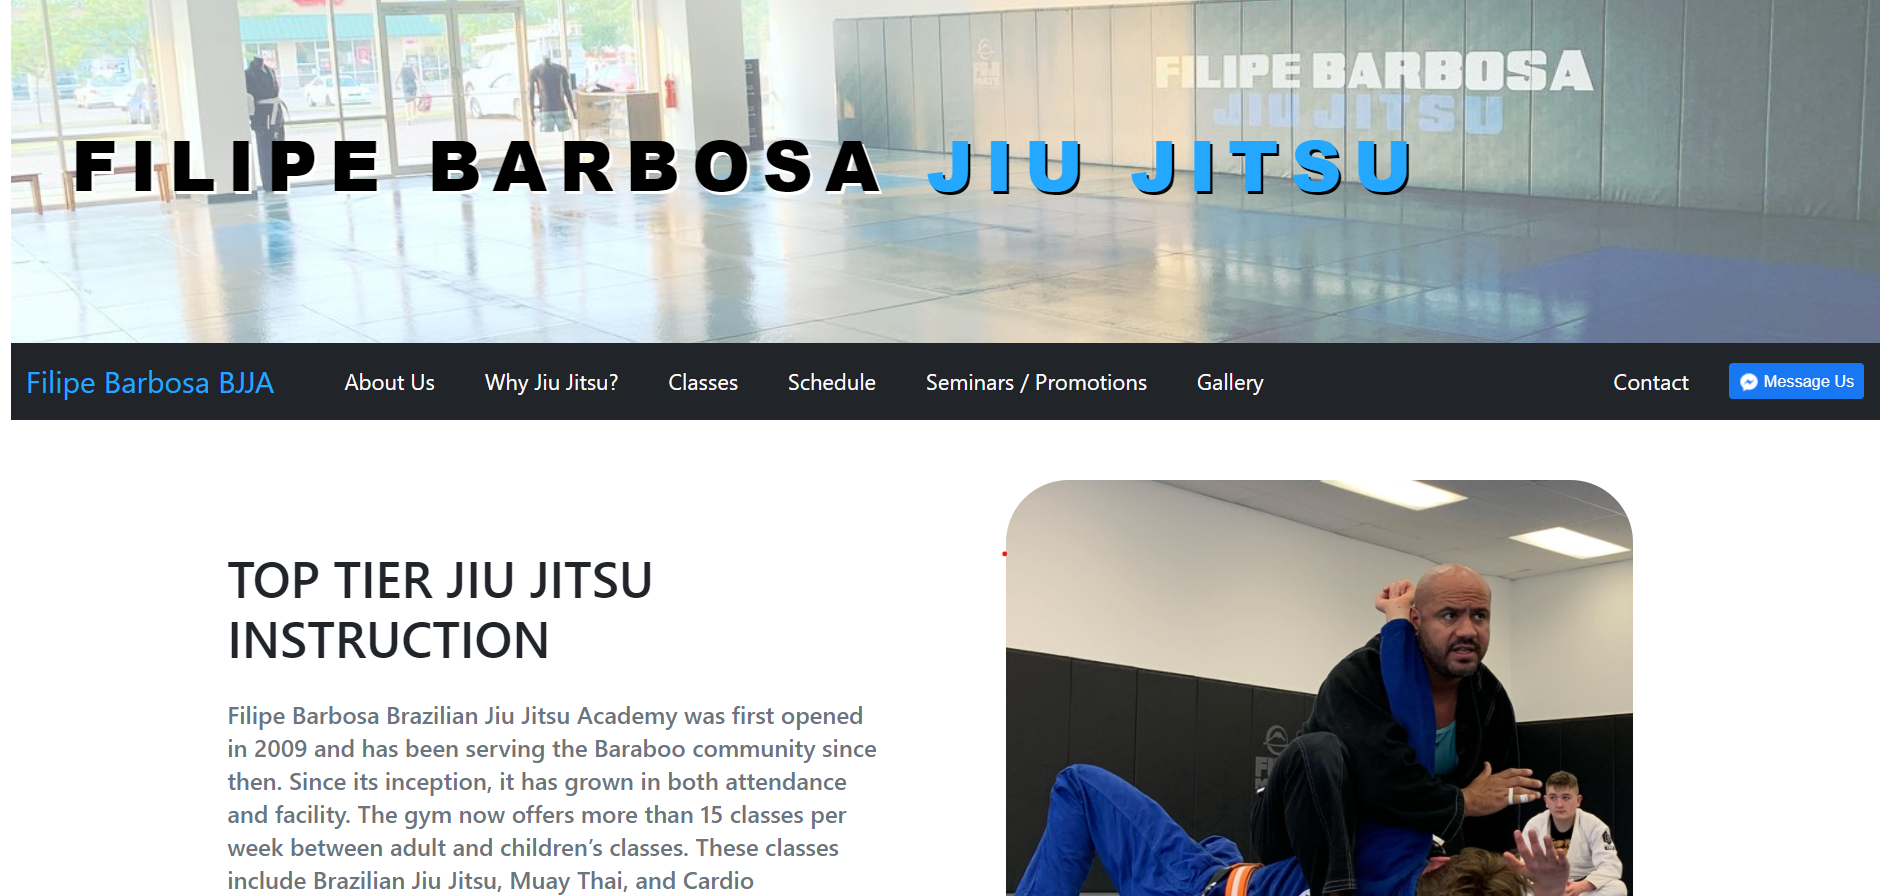 FILIPE BARBOSA
JIU JITSU
FILIPE BARBOSA JIU JITSU
Filipe Barbosa BJJA About Us Why Jiu Jitsu? Classes Schedule Seminars / Promotions Gallery Contact Message Us
TOP TIER JIU JITSU
INSTRUCTION
Filipe Barbosa Brazilian Jiu Jitsu Academy was first opened
in 2009 and has been serving the Baraboo community since
then. Since its inception, it has grown in both attendance
and facility. The gym now offers more than 15 classes per
week between adult and children’s classes. These classes
include Brazilian Jiu Jitsu, Muay Thai, and Cardio